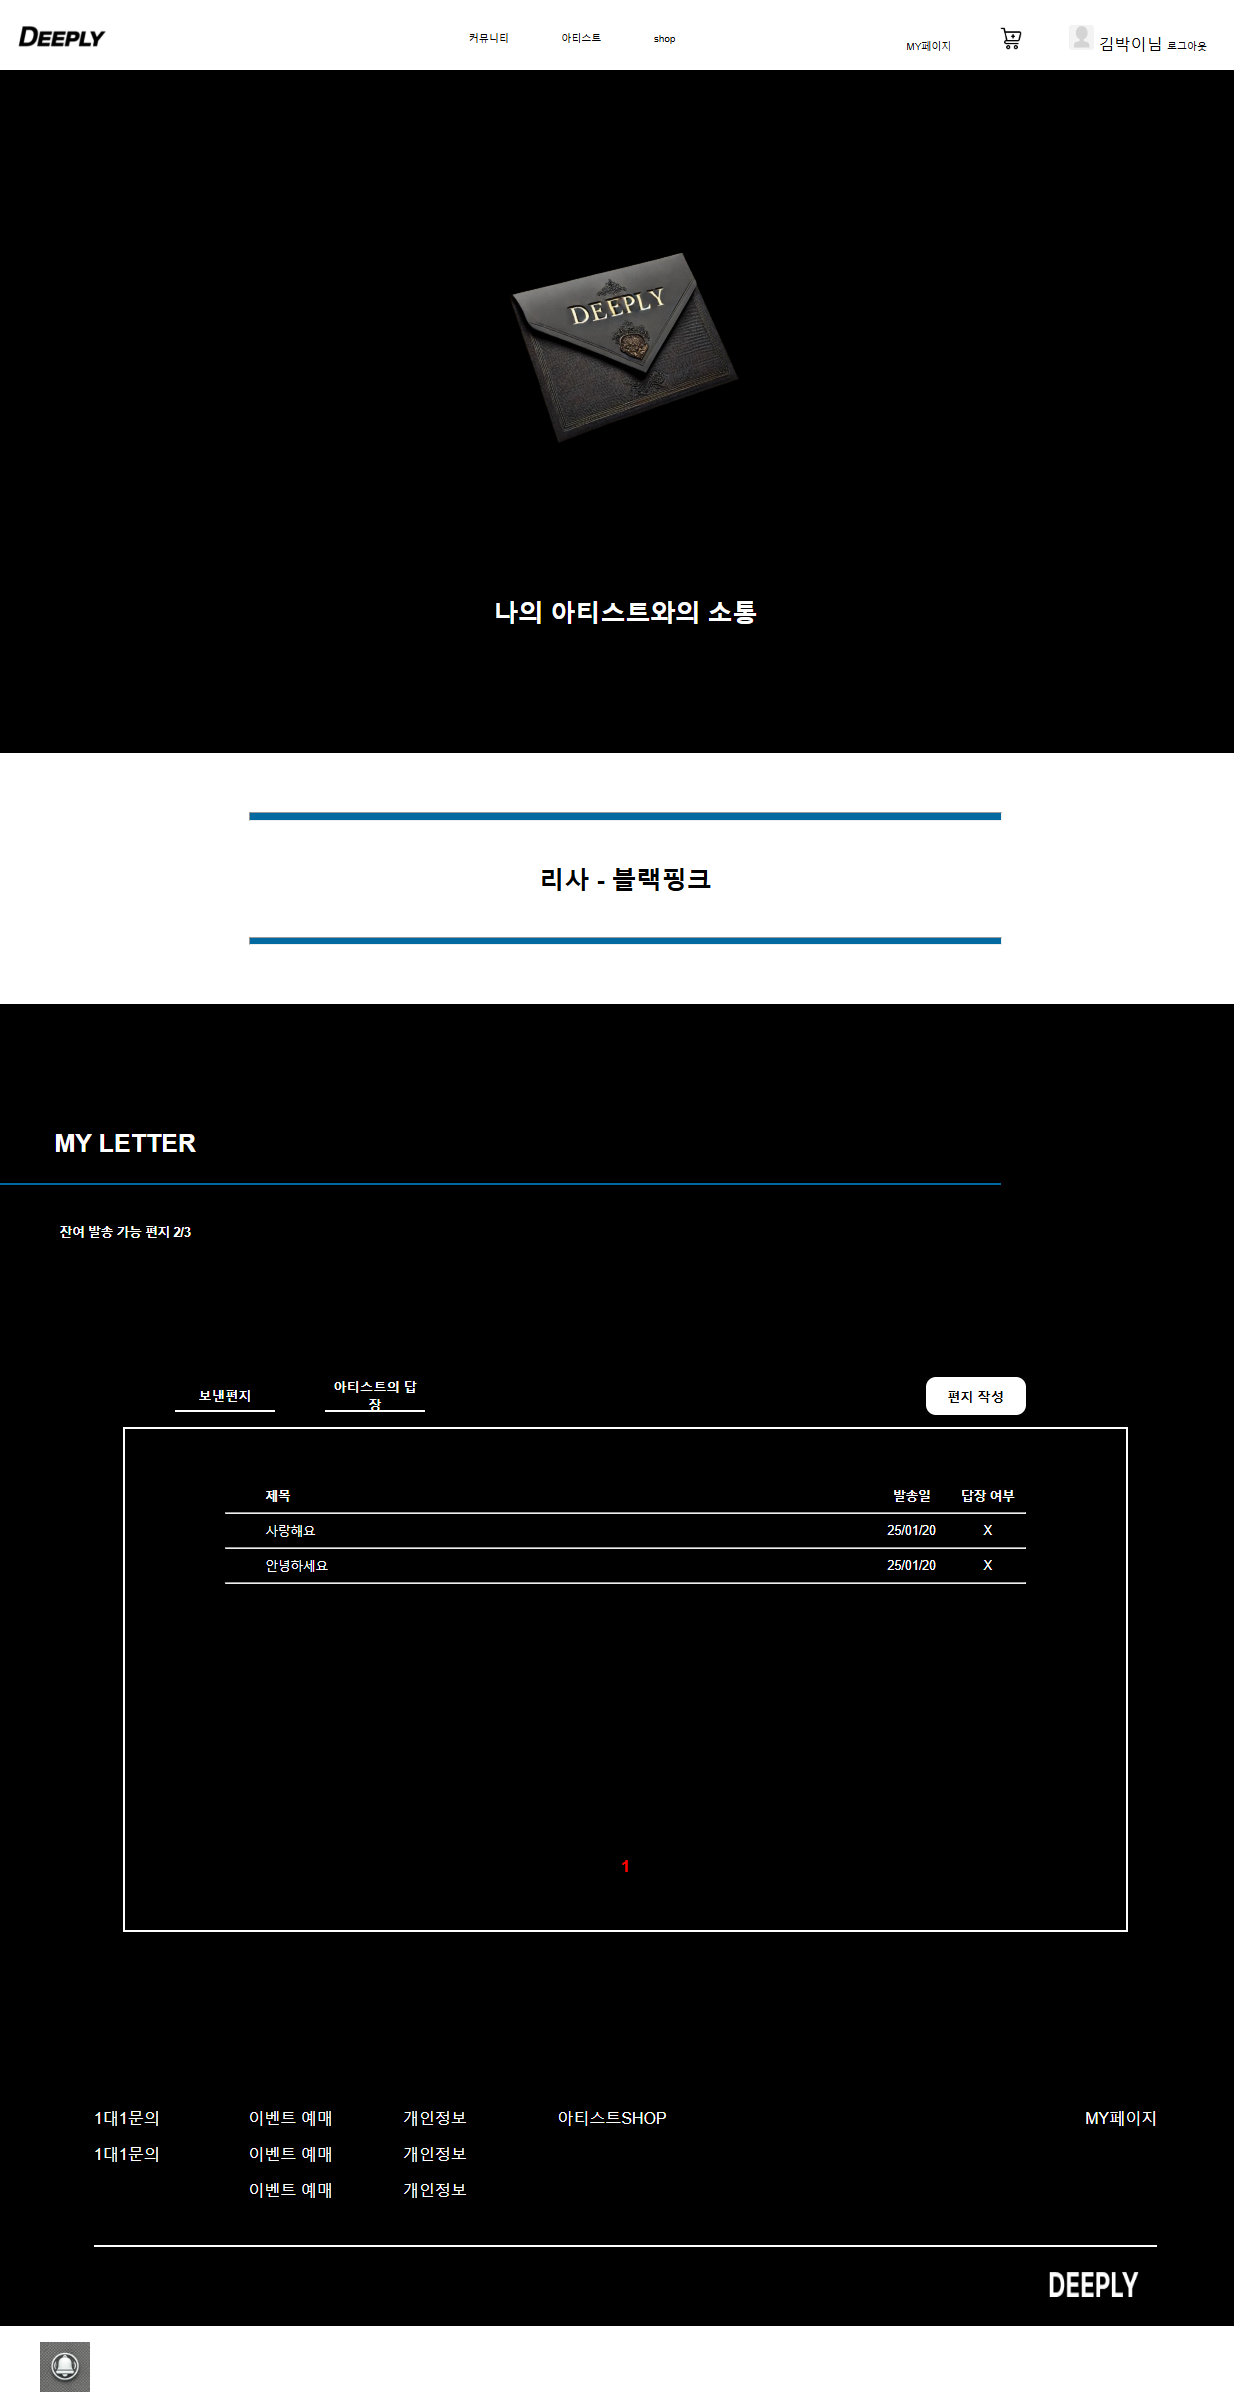 DEEPLY
커뮤니티 아티스트 shop
MY페이지 김박이님 로그아웃
DEEPLY
나의 아티스트와의 소통
리사 - 블랙핑크
MY LETTER
잔여 발송 가능 편지 2/3
보낸편지
아티스트의 답
장
편지 작성
제목 발송일 답장 여부
사랑해요 25/01/20 X
안녕하세요 25/01/20 X
1
1대1문의 이벤트 예매 개인정보 아티스트SHOP MY페이지
1대1문의 이벤트 예매 개인정보
이벤트 예매 개인정보
DEEPLY